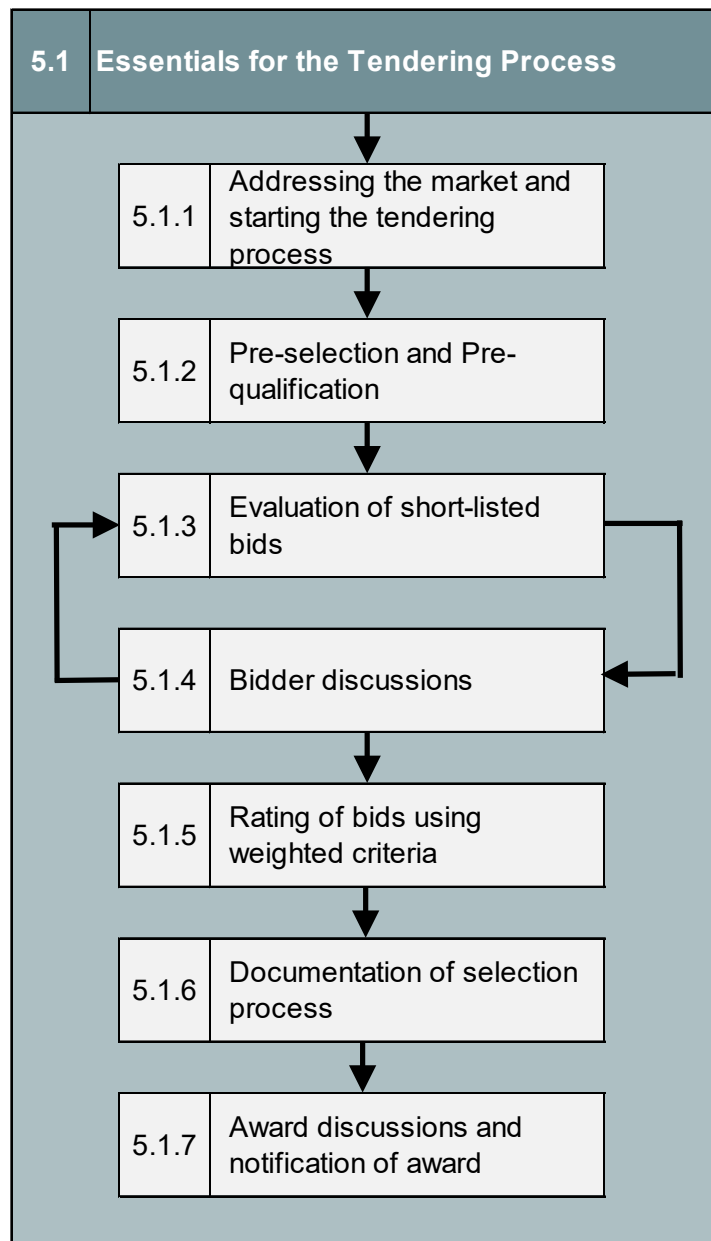 5.1 Essentials for the Tendering Process
5.1.1 Addressing the market and
starting the tendering
process
5.1.2 Pre-selection and Pre-
qualification
5.1.3 Evaluation of short-listed
bids
5.1.4 Bidder discussions
5.1.5 Rating of bids using
weighted criteria
5.1.6 Documentation of selection
process
5.1.7 Award discussions and
notification of award